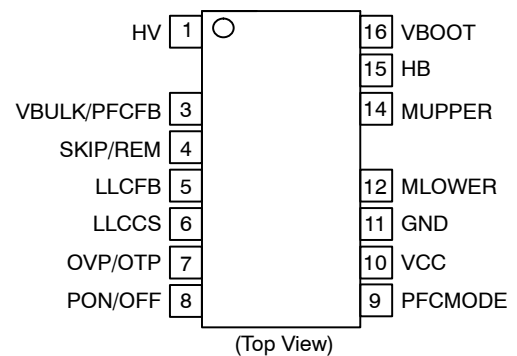 HV 1 16 VBOOT
15 HB
VBULK/PFCFB 3 14 MUPPER
SKIP/REM 4
LLCFB 5 12 MLOWER
LLCCS 6 11 GND
OVP/OTP 7 10 VCC
PON/OFF 8 9 PFCMODE
(Top View)